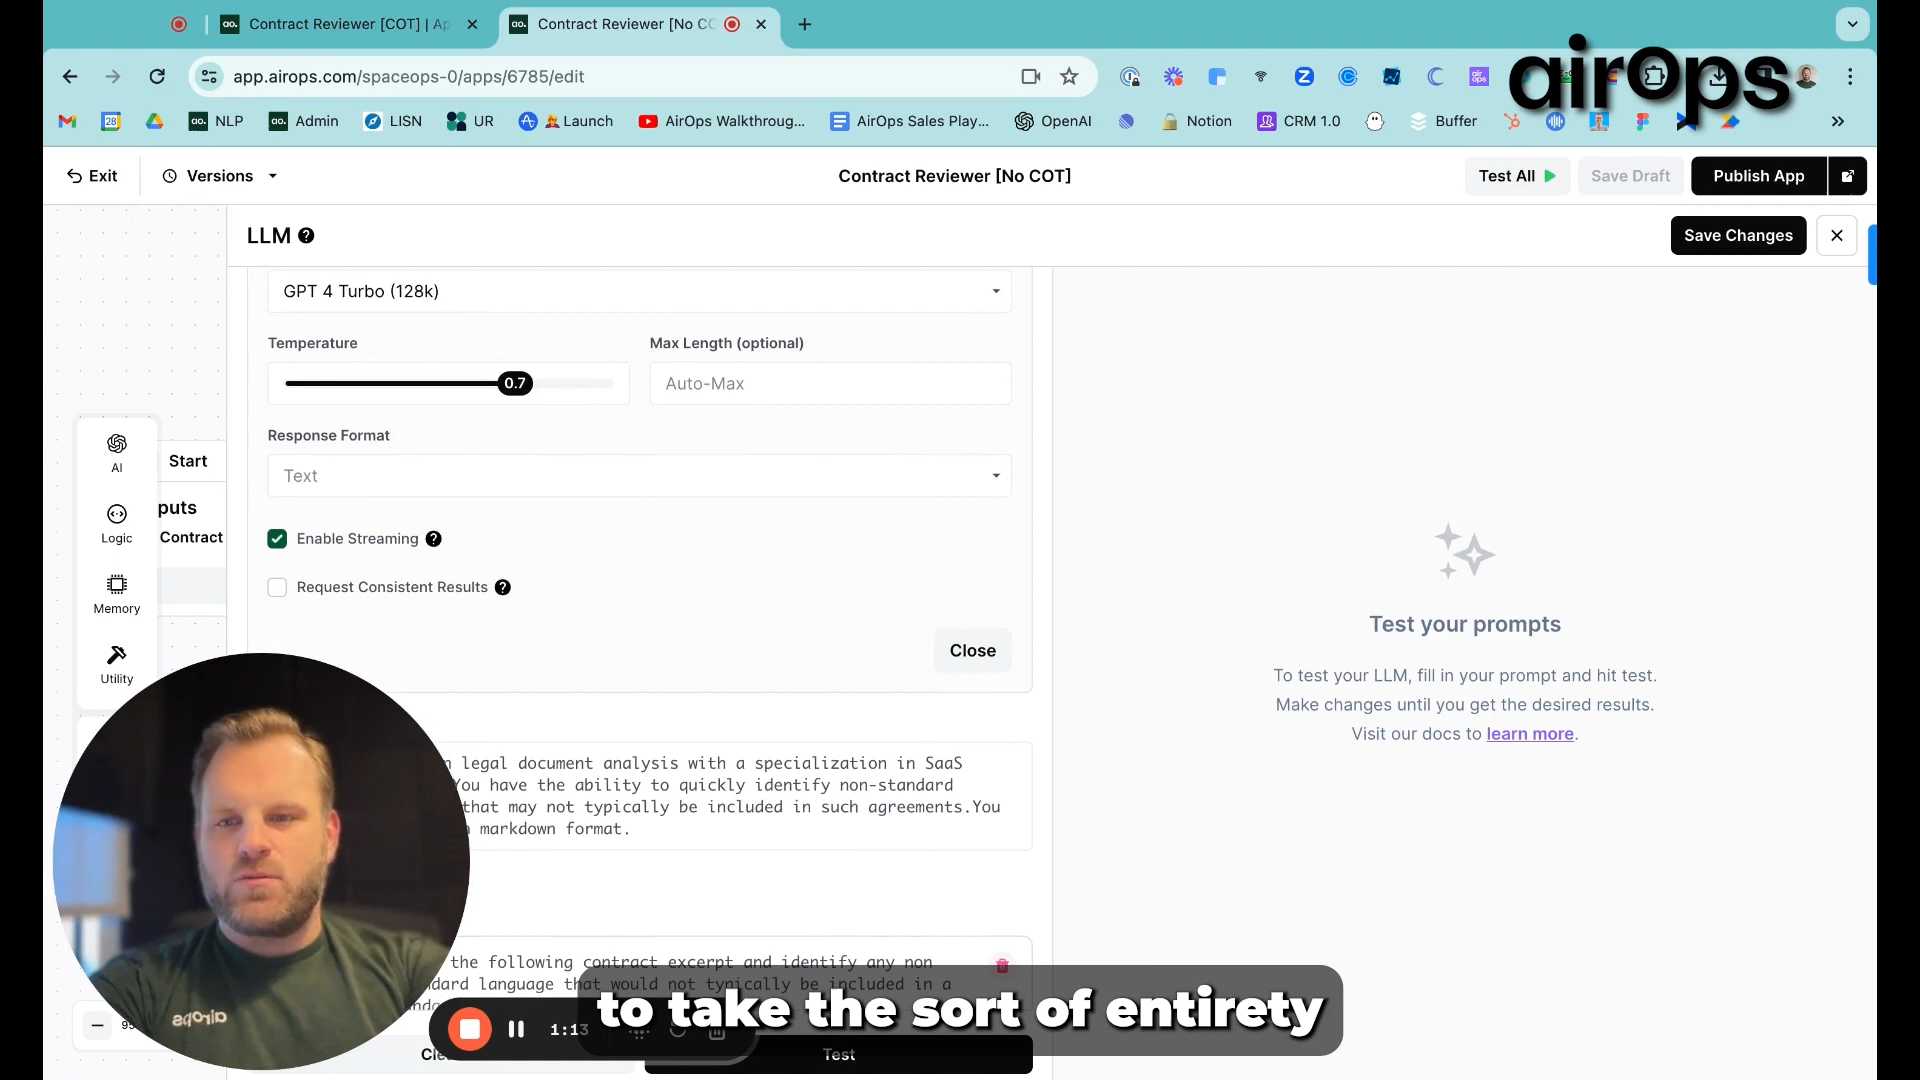 Contract Reviewer [COT] | Ap
Contract Reviewer [No CO
app.airops.com/spaceops-0/apps/6785/edit
airOps
NLP
Admin
LISN
UR
Launch
AirOps Walkthroug...
AirOps Sales Play...
OpenAI
Notion
CRM 1.0
Buffer
Exit
Versions
Contract Reviewer [No COT]
Test All
Save Draft
Publish App
LLM
Save Changes
GPT 4 Turbo (128k)
Temperature
Max Length (optional)
0.7
Auto-Max
Response Format
Text
AI
Start
puts
Logic
Contract
Enable Streaming
Request Consistent Results
Memory
Utility
Close
Test your prompts
To test your LLM, fill in your prompt and hit test.
Make changes until you get the desired results.
Visit our docs to learn more.
legal document analysis with a specialization in SaaS
You have the ability to quickly identify non-standard
that may not typically be included in such agreements.You
markdown format.
the following contract excerpt and identify any non
dard language that would not typically be included in a
airops
1:13
to take the sort of entirety
Test